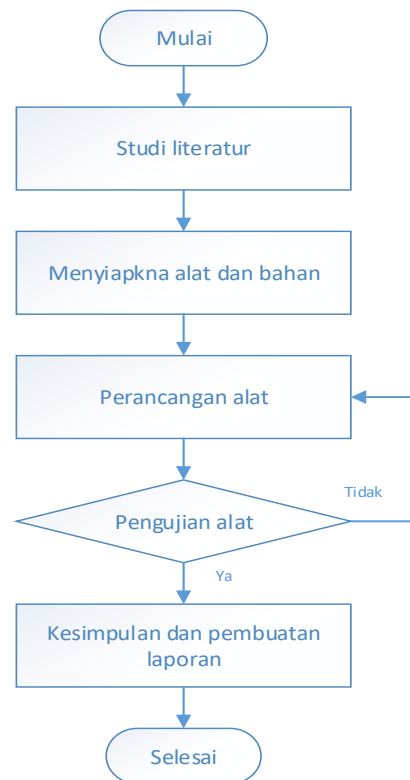 Mulai
Studi literatur
Menyiapkna alat dan bahan
Perancangan alat
Tidak
Pengujian alat
Ya
Kesimpulan dan pembuatan
laporan
Selesai